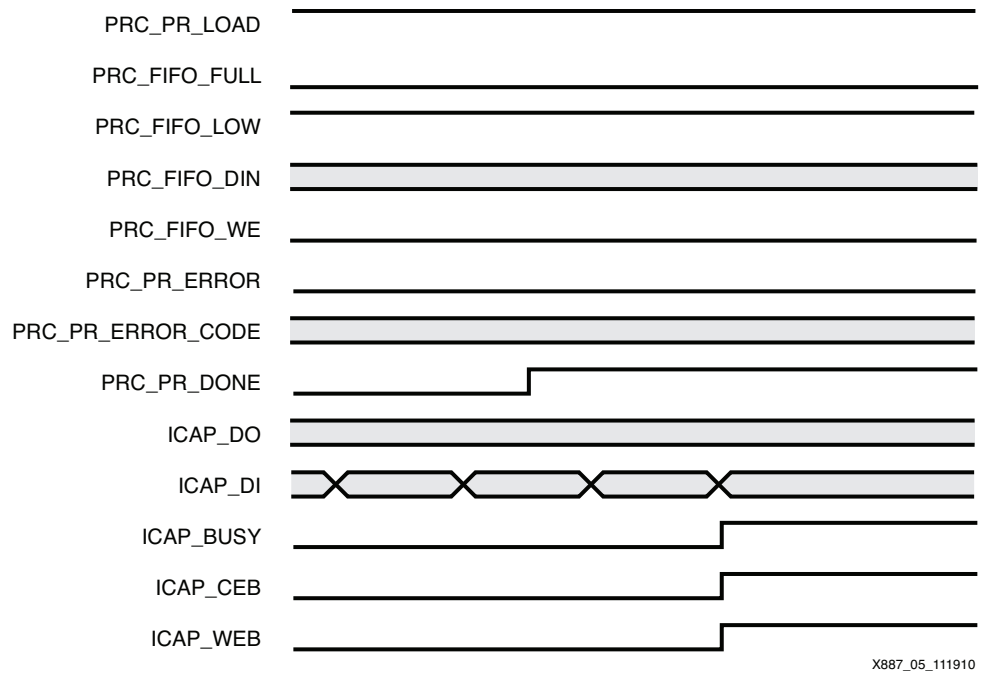 PRC_PR_LOAD
PRC_FIFO_FULL
PRC_FIFO_LOW
PRC_FIFO_DIN
PRC_FIFO_WE
PRC_PR_ERROR
PRC_PR_ERROR_CODE
PRC_PR_DONE
ICAP_DO
ICAP_DI
ICAP_BUSY
ICAP_CEB
ICAP_WEB
X887_05_111910